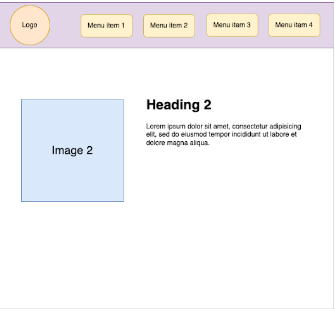 Logo
Menu item 1
Menu item 2
Menu item 3
Menu item 4
Heading 2
Lorem ipsum dolor sit amet, consectetur adipisicing
elit, sed do eiusmod tempor incididunt ut labore et
dolore magna aliqua.
Image 2